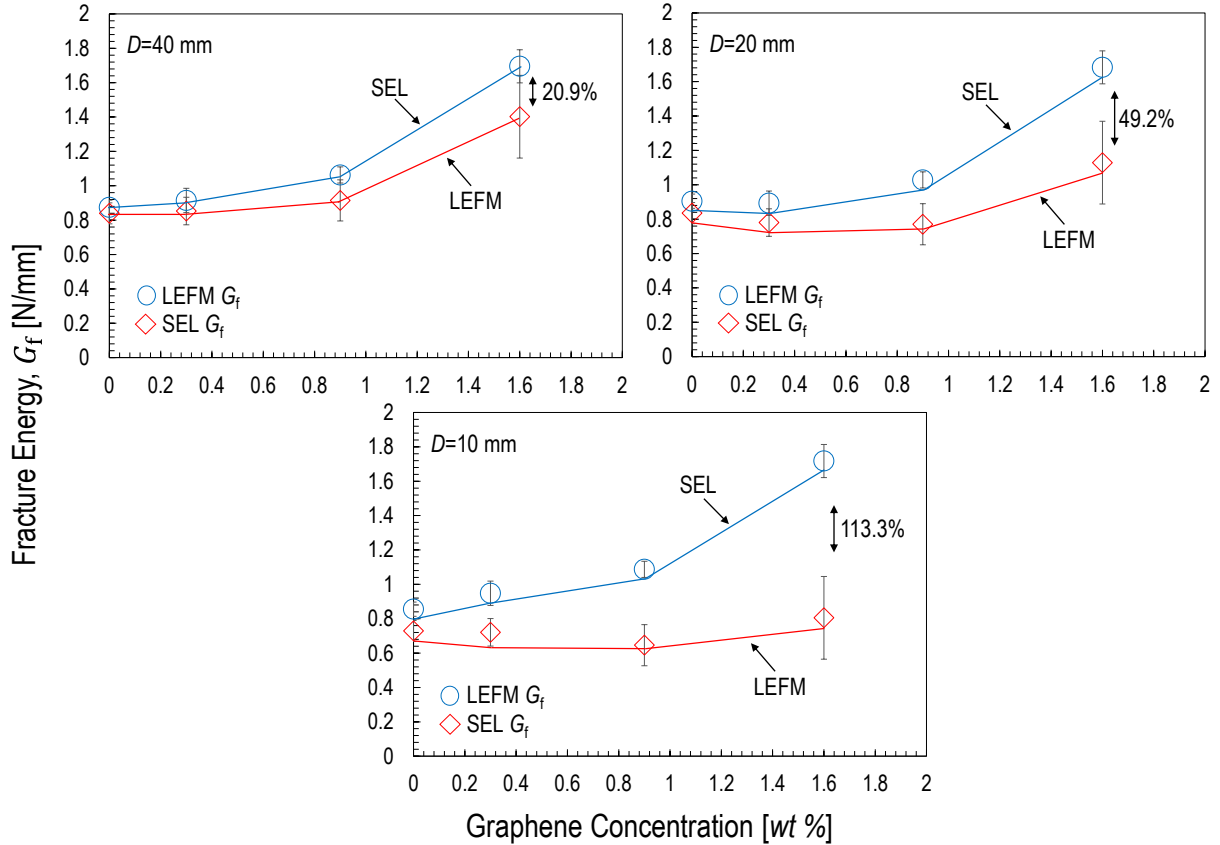 D=40 mm
2
1.8
1.6
1.4
1.2
1
0.8
0.6
0.4
0.2
0
SEL
20.9%
LEFM
LEFM Gf
SEL Gf
0 0.2 0.4 0.6 0.8 1 1.2 1.4 1.6 1.8 2
D=20 mm
2
1.8
1.6
1.4
1.2
1
0.8
0.6
0.4
0.2
0
SEL
49.2%
LEFM
LEFM Gf
SEL Gf
0 0.2 0.4 0.6 0.8 1 1.2 1.4 1.6 1.8 2
Fracture Energy, Gf [N/mm]
D=10 mm
2
1.8
1.6
1.4
1.2
1
0.8
0.6
0.4
0.2
0
SEL
113.3%
LEFM
LEFM Gf
SEL Gf
0 0.2 0.4 0.6 0.8 1 1.2 1.4 1.6 1.8 2
Graphene Concentration [wt %]